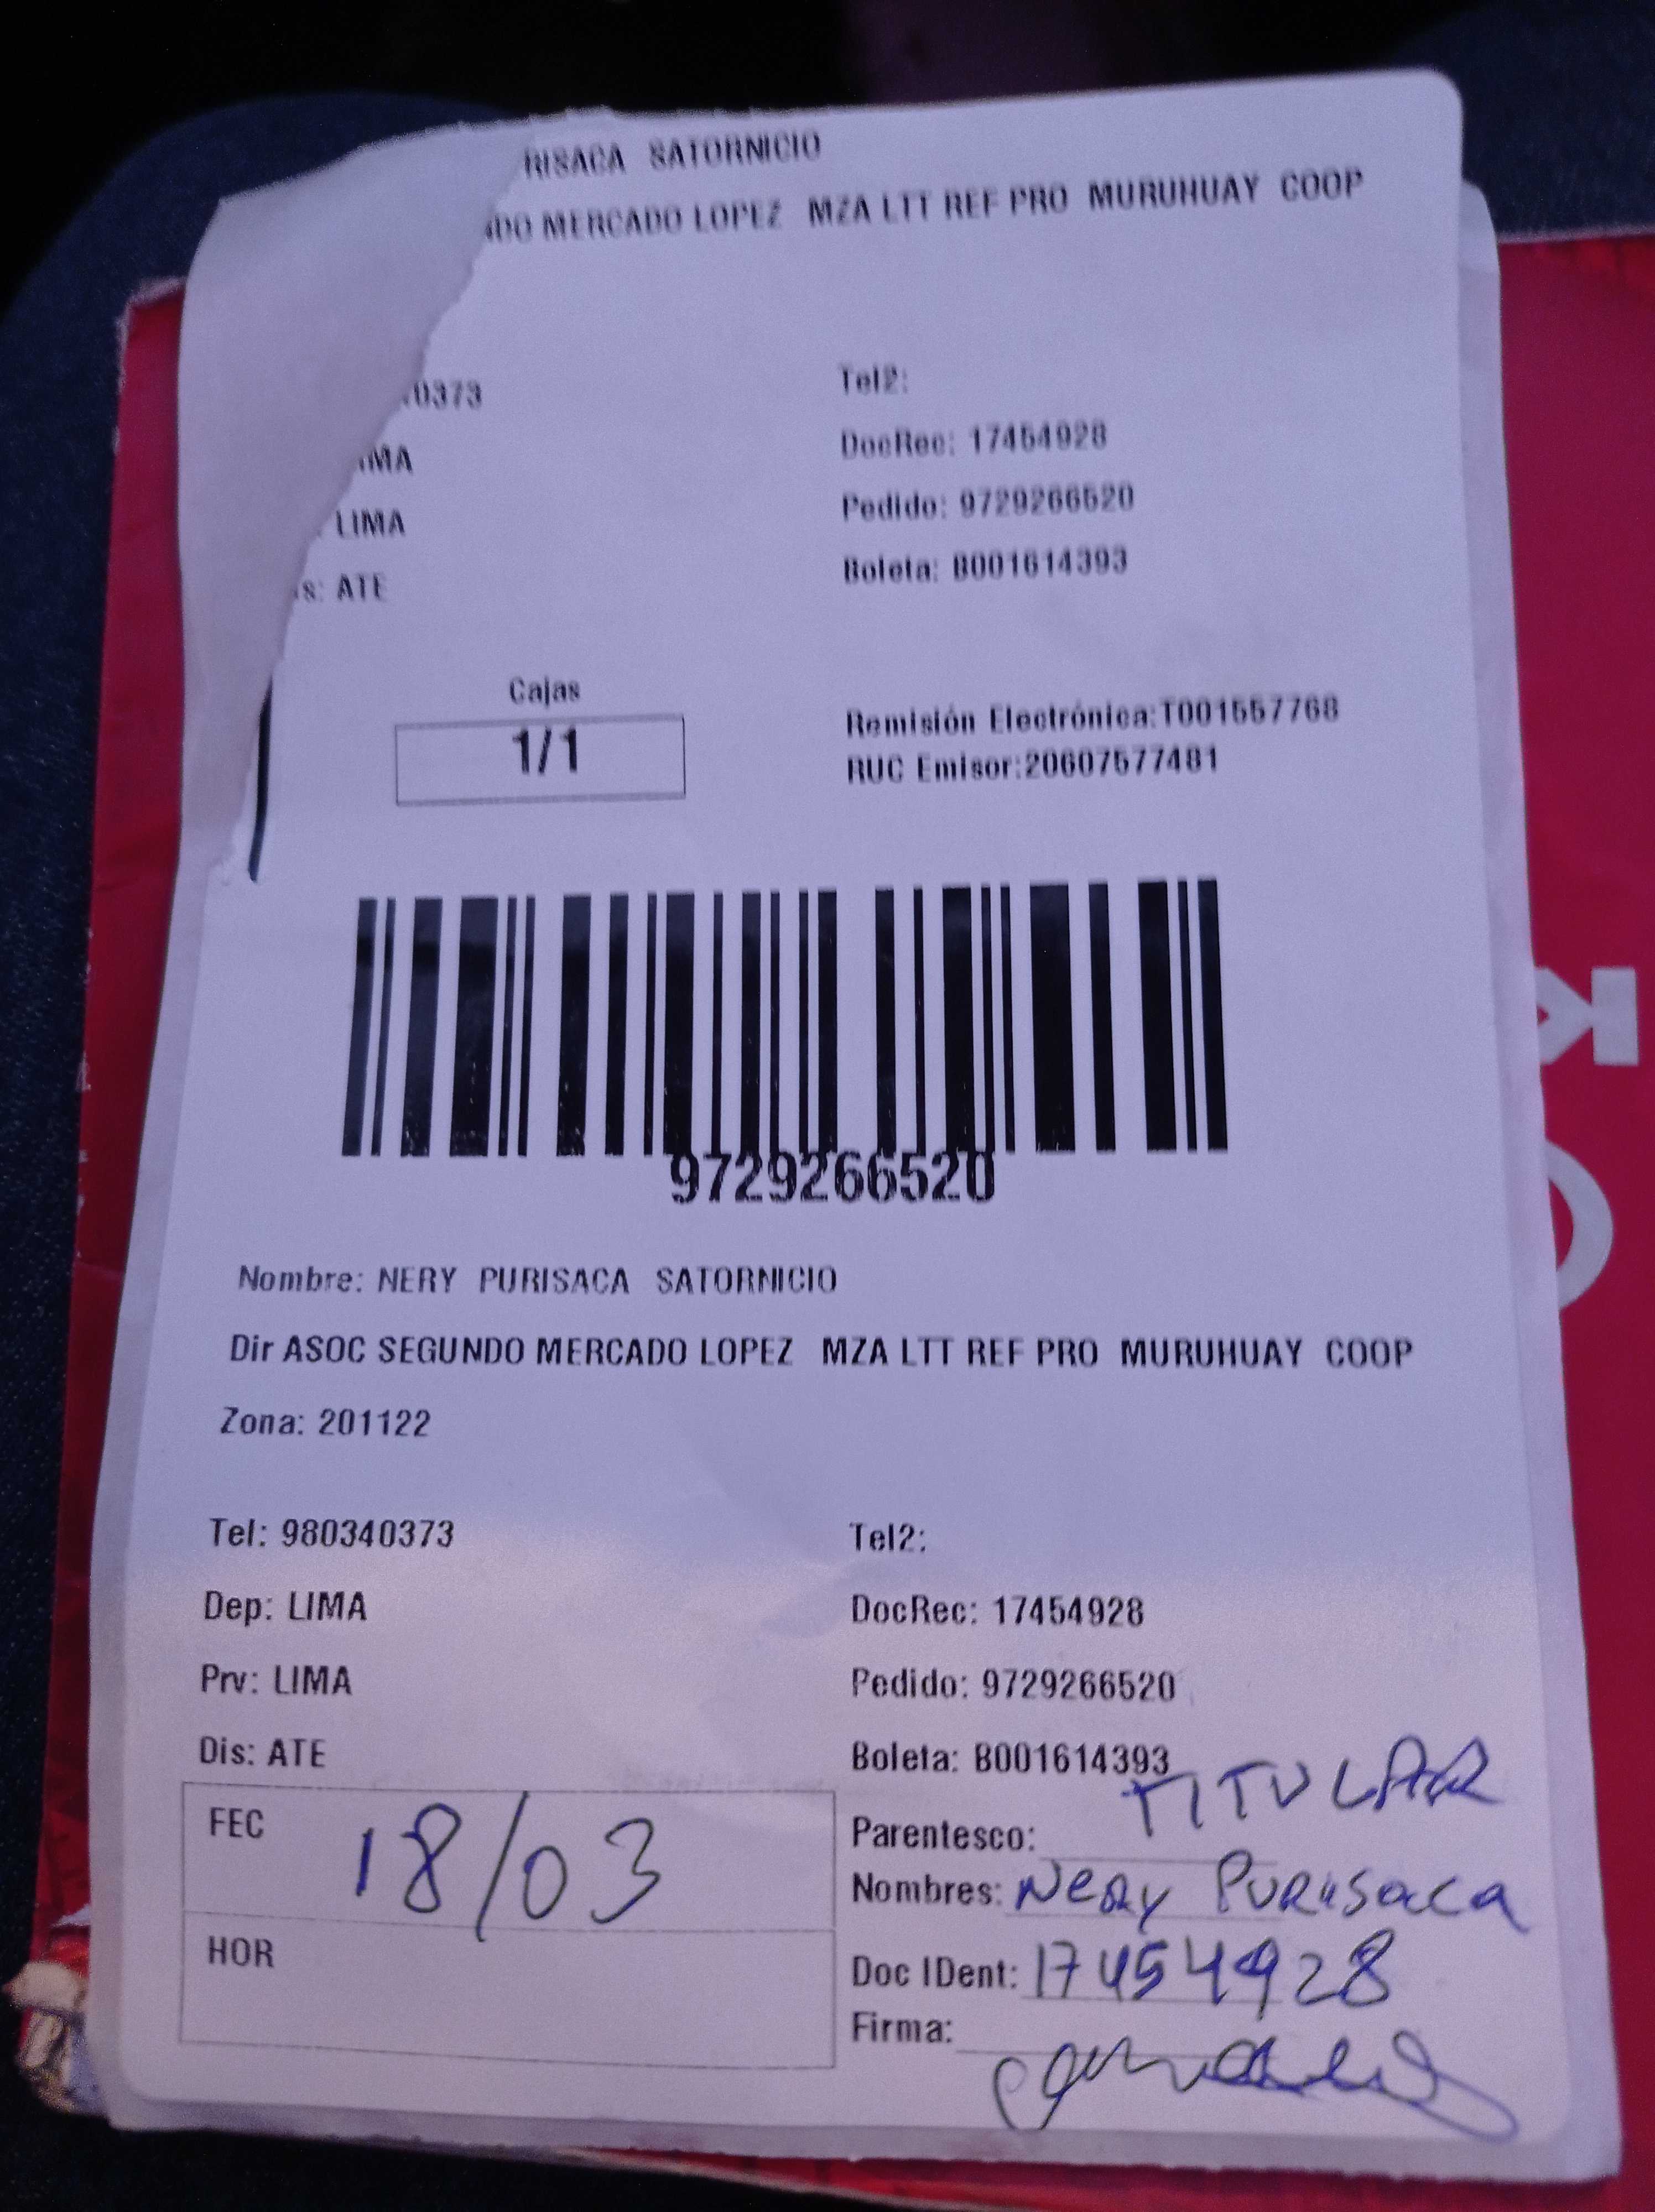 RISACA SATORNICIO
NDO MERCADO LOPEZ MZA LTT REF PRO MURUHUAY COOP
0373
Tel2:
IMA
DocRec: 17454928
LIMA
Pedido: 9729266520
s: ATE
Boleta: B001614393
Cajas
1/1
Remisión Electrónica:T001557768
RUC Emisor:20607577481
9729266520
Nombre: NERY PURISACA SATORNICIO
Dir ASOC SEGUNDO MERCADO LOPEZ MZA LTT REF PRO MURUHUAY COOP
Zona: 201122
Tel: 980340373
Tel2:
Dep: LIMA
DocRec: 17454928
Prv: LIMA
Pedido: 9729266520
Dis: ATE
Boleta: B001614393
FEC 18/03
HOR
Parentesco: TITULAR
Nombres: Nery Purisaca
Doc IDent: 17454928
Firma: